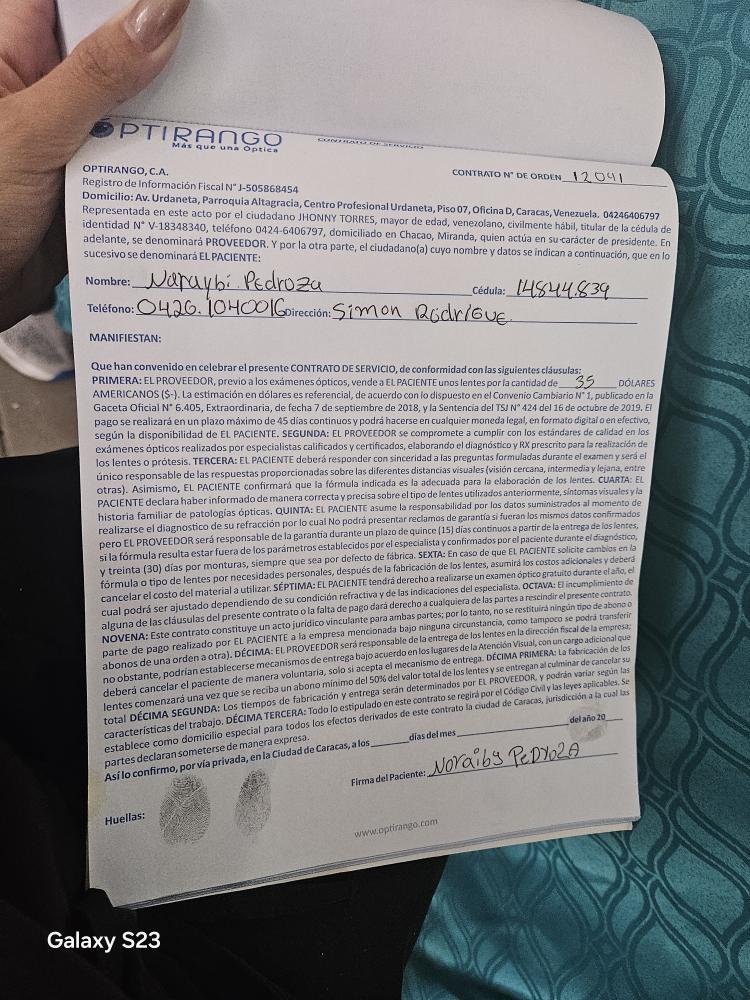 OPTIRANGO
Más que una Óptica
CONTRATO DE SERVICIO
OPTIRANGO, C.A.
CONTRATO N° DE ORDEN 12041
Registro de Información Fiscal N° J-505868454
Domicilio: Av. Urdaneta, Parroquia Altagracia, Centro Profesional Urdaneta, Piso 07, Oficina D, Caracas, Venezuela. 04246406797
Representada en este acto por el ciudadano JHONNY TORRES, mayor de edad, venezolano, civilmente hábil, titular de la cédula de
identidad N° V-18348340, teléfono 0424-6406797, domiciliado en Chacao, Miranda, quien actúa en su carácter de presidente. En
adelante, se denominará PROVEEDOR. Y por la otra parte, el ciudadano(a) cuyo nombre y datos se indican a continuación, que en lo
sucesivo se denominará EL PACIENTE:
Nombre: Noraybi Pedroza Cédula: 14844.839
Teléfono: 0426.1040016 Dirección: Simon Rodrigue.
MANIFIESTAN:
Que han convenido en celebrar el presente CONTRATO DE SERVICIO, de conformidad con las siguientes cláusulas:
PRIMERA: EL PROVEEDOR, previo a los exámenes ópticos, vende a EL PACIENTE unos lentes por la cantidad de 35 DÓLARES
AMERICANOS ($-). La estimación en dólares es referencial, de acuerdo con lo dispuesto en el Convenio Cambiario N° 1, publicado en la
Gaceta Oficial N° 6.405, Extraordinaria, de fecha 7 de septiembre de 2018, y la Sentencia del TSJ N° 424 del 16 de octubre de 2019. El
pago se realizará en un plazo máximo de 45 días continuos y podrá hacerse en cualquier moneda legal, en formato digital o en efectivo,
según la disponibilidad de EL PACIENTE. SEGUNDA: EL PROVEEDOR se compromete a cumplir con los estándares de calidad en los
exámenes ópticos realizados por especialistas calificados y certificados, elaborando el diagnóstico y RX prescrito para la realización de
los lentes o prótesis. TERCERA: EL PACIENTE deberá responder con sinceridad a las preguntas formuladas durante el examen y será el
único responsable de las respuestas proporcionadas sobre las diferentes distancias visuales (visión cercana, intermedia y lejana, entre
otras). Asimismo, EL PACIENTE confirmará que la fórmula indicada es la adecuada para la elaboración de los lentes. CUARTA: EL
PACIENTE declara haber informado de manera correcta y precisa sobre el tipo de lentes utilizados anteriormente, síntomas visuales y la
historia familiar de patologías ópticas. QUINTA: EL PACIENTE asume la responsabilidad por los datos suministrados al momento de
realizarse el diagnostico de su refracción por lo cual No podrá presentar reclamos de garantía si fueran los mismos datos confirmados
pero EL PROVEEDOR será responsable de la garantía durante un plazo de quince (15) días continuos a partir de la entrega de los lentes,
si la fórmula resulta estar fuera de los parámetros establecidos por el especialista y confirmados por el paciente durante el diagnóstico,
y treinta (30) días por monturas, siempre que sea por defecto de fábrica. SEXTA: En caso de que EL PACIENTE solicite cambios en la
fórmula o tipo de lentes por necesidades personales, después de la fabricación de los lentes, asumirá los costos adicionales y deberá
cancelar el costo del material a utilizar. SÉPTIMA: EL PACIENTE tendrá derecho a realizarse un examen óptico gratuito durante el año, el
cual podrá ser ajustado dependiendo de su condición refractiva y de las indicaciones del especialista. OCTAVA: El incumplimiento de
alguna de las cláusulas del presente contrato o la falta de pago dará derecho a cualquiera de las partes a rescindir el presente contrato.
NOVENA: Este contrato constituye un acto jurídico vinculante para ambas partes; por lo tanto, no se restituirá ningún tipo de abono o
parte de pago realizado por EL PACIENTE a la empresa mencionada bajo ninguna circunstancia, como tampoco se podrá transferir
abonos de una orden a otra). DÉCIMA: EL PROVEEDOR será responsable de la entrega de los lentes en la dirección fiscal de la empresa;
no obstante, podrían establecerse mecanismos de entrega bajo acuerdo en los lugares de la Atención Visual, con un cargo adicional que
deberá cancelar el paciente de manera voluntaria, solo si acepta el mecanismo de entrega. DÉCIMA PRIMERA: La fabricación de los
lentes comenzará una vez que se reciba un abono mínimo del 50% del valor total de los lentes y se entregan al culminar de cancelar su
total DÉCIMA SEGUNDA: Los tiempos de fabricación y entrega serán determinados por EL PROVEEDOR, y podrán variar según las
características del trabajo. DÉCIMA TERCERA: Todo lo estipulado en este contrato se regirá por el Código Civil y las leyes aplicables. Se
establece como domicilio especial para todos los efectos derivados de este contrato la ciudad de Caracas, jurisdicción a la cual las
partes declaran someterse de manera expresa.
Así lo confirmo, por vía privada, en la Ciudad de Caracas, a los ______ días del mes ______ del año 20__
Firma del Paciente: Noraiby PeDroza
Huellas:
www.optirango.com
Galaxy S23